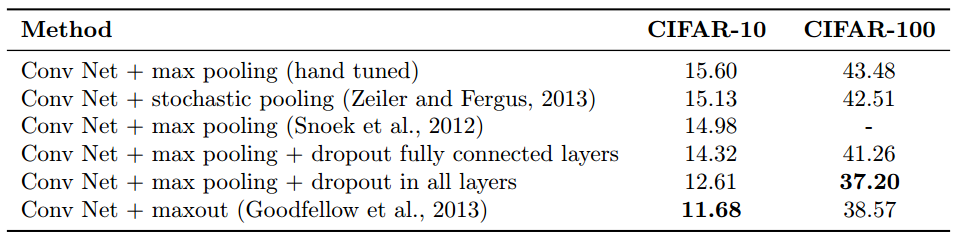 Method CIFAR-10 CIFAR-100
Conv Net + max pooling (hand tuned) 15.60 43.48
Conv Net + stochastic pooling (Zeiler and Fergus, 2013) 15.13 42.51
Conv Net + max pooling (Snoek et al., 2012) 14.98 -
Conv Net + max pooling + dropout fully connected layers 14.32 41.26
Conv Net + max pooling + dropout in all layers 12.61 37.20
Conv Net + maxout (Goodfellow et al., 2013) 11.68 38.57